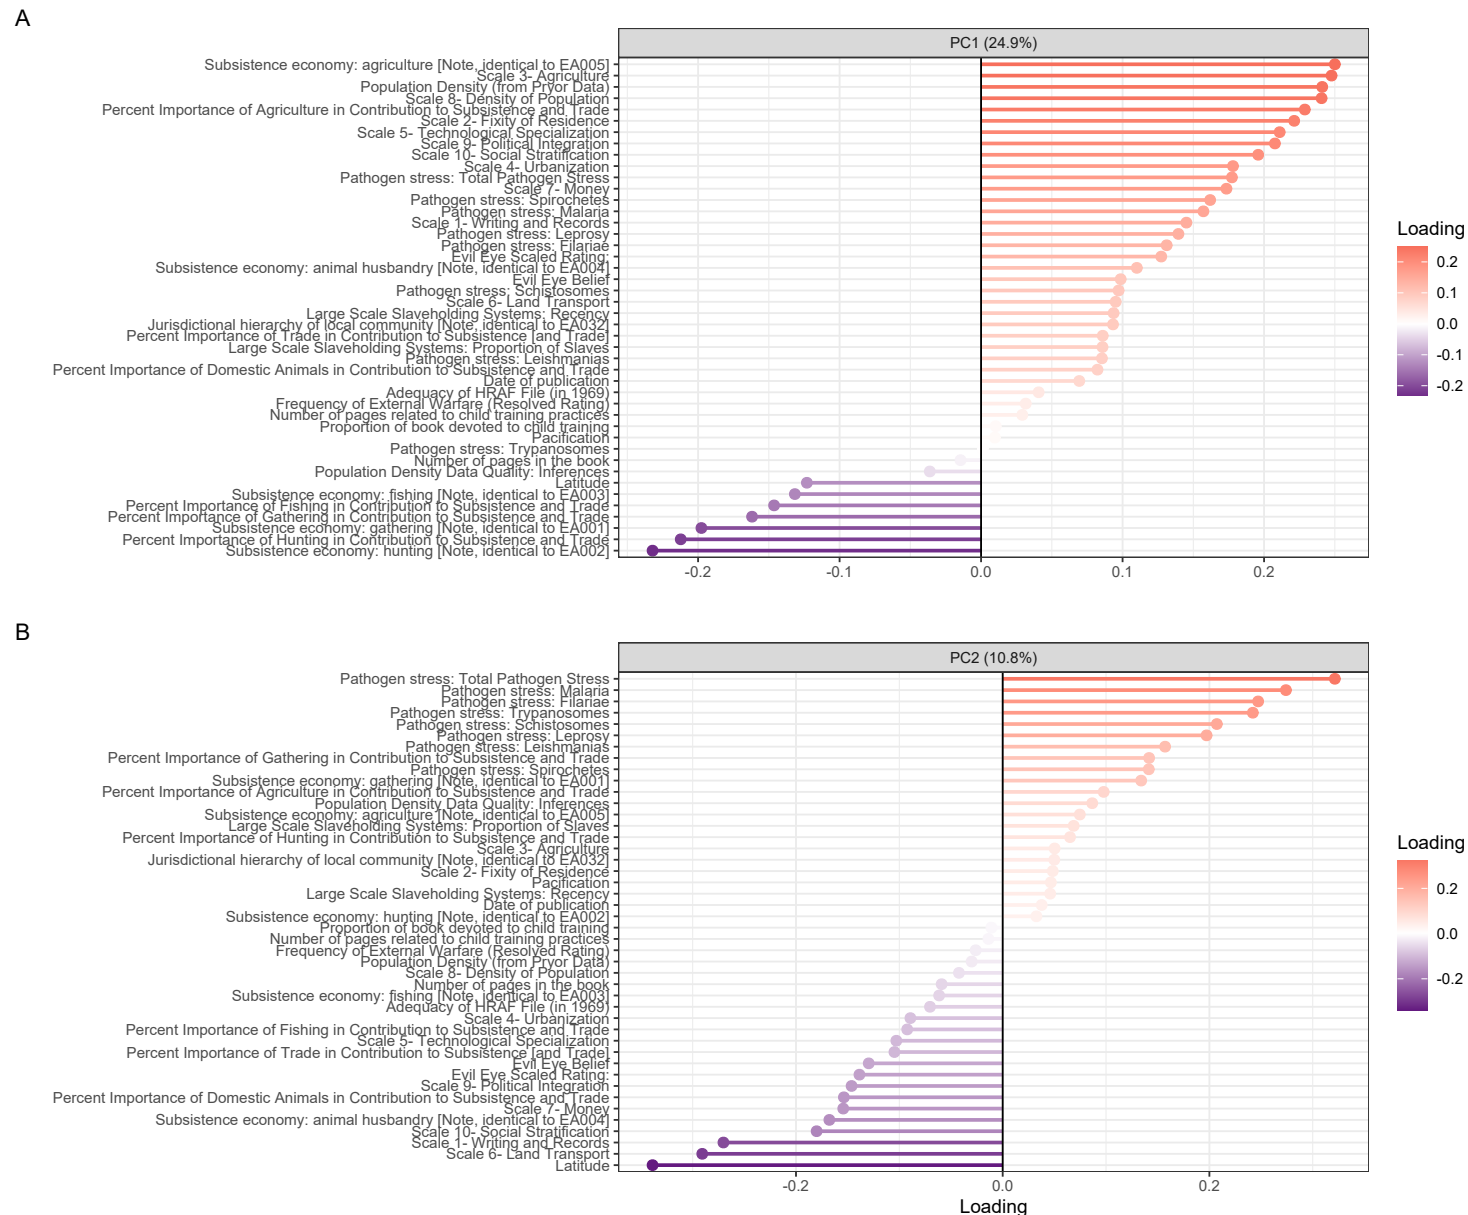 A
PC1 (24.9%)
Subsistence economy: agriculture [Note, identical to EA005]
Scale 3- Agriculture
Population Density (from Pryor Data)
Scale 8- Density of Population
Percent Importance of Agriculture in Contribution to Subsistence and Trade
Scale 2- Fixity of Residence
Scale 5- Technological Specialization
Scale 9- Political Integration
Scale 10- Social Stratification
Scale 4- Urbanization
Pathogen stress: Total Pathogen Stress
Scale 7- Money
Pathogen stress: Spirochetes
Pathogen stress: Malaria
Scale 1- Writing and Records
Pathogen stress: Leprosy
Pathogen stress: Filariae
Evil Eye Scaled Rating:
Subsistence economy: animal husbandry [Note, identical to EA004]
Evil Eye Belief
Pathogen stress: Schistosomes
Scale 6- Land Transport
Large Scale Slaveholding Systems: Recency
Jurisdictional hierarchy of local community [Note, identical to EA032]
Percent Importance of Trade in Contribution to Subsistence [and Trade]
Large Scale Slaveholding Systems: Proportion of Slaves
Pathogen stress: Leishmanias
Percent Importance of Domestic Animals in Contribution to Subsistence and Trade
Date of publication
Adequacy of HRAF File (in 1969)
Frequency of External Warfare (Resolved Rating)
Number of pages related to child training practices
Proportion of book devoted to child training
Pacification
Pathogen stress: Trypanosomes
Number of pages in the book
Population Density Data Quality: Inferences
Latitude
Subsistence economy: fishing [Note, identical to EA003]
Percent Importance of Fishing in Contribution to Subsistence and Trade
Percent Importance of Gathering in Contribution to Subsistence and Trade
Subsistence economy: gathering [Note, identical to EA001]
Percent Importance of Hunting in Contribution to Subsistence and Trade
Subsistence economy: hunting [Note, identical to EA002]
-0.2 -0.1 0.0 0.1 0.2
Loading
0.2
0.1
0.0
-0.1
-0.2
B
PC2 (10.8%)
Pathogen stress: Total Pathogen Stress
Pathogen stress: Malaria
Pathogen stress: Filariae
Pathogen stress: Trypanosomes
Pathogen stress: Schistosomes
Pathogen stress: Leprosy
Pathogen stress: Leishmanias
Percent Importance of Gathering in Contribution to Subsistence and Trade
Pathogen stress: Spirochetes
Subsistence economy: gathering [Note, identical to EA001]
Percent Importance of Agriculture in Contribution to Subsistence and Trade
Population Density Data Quality: Inferences
Subsistence economy: agriculture [Note, identical to EA005]
Large Scale Slaveholding Systems: Proportion of Slaves
Percent Importance of Hunting in Contribution to Subsistence and Trade
Scale 3- Agriculture
Jurisdictional hierarchy of local community [Note, identical to EA032]
Scale 2- Fixity of Residence
Pacification
Large Scale Slaveholding Systems: Recency
Date of publication
Subsistence economy: hunting [Note, identical to EA002]
Proportion of book devoted to child training
Number of pages related to child training practices
Frequency of External Warfare (Resolved Rating)
Population Density (from Pryor Data)
Scale 8- Density of Population
Number of pages in the book
Subsistence economy: fishing [Note, identical to EA003]
Adequacy of HRAF File (in 1969)
Scale 4- Urbanization
Percent Importance of Fishing in Contribution to Subsistence and Trade
Scale 5- Technological Specialization
Percent Importance of Trade in Contribution to Subsistence [and Trade]
Evil Eye Belief
Evil Eye Scaled Rating:
Scale 9- Political Integration
Percent Importance of Domestic Animals in Contribution to Subsistence and Trade
Scale 7- Money
Subsistence economy: animal husbandry [Note, identical to EA004]
Scale 10- Social Stratification
Scale 1- Writing and Records
Scale 6- Land Transport
Latitude
-0.2 0.0 0.2
Loading
Loading
0.2
0.0
-0.2